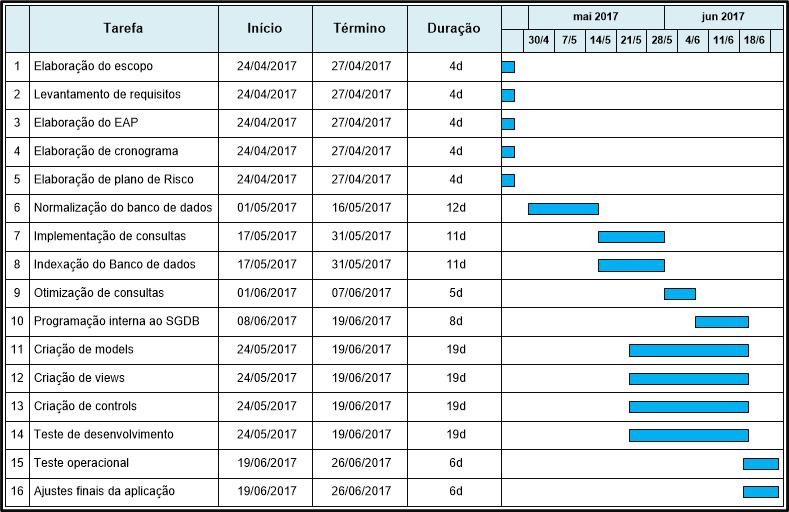 Tarefa Início Término Duração mai 2017 jun 2017
30/4 7/5 14/5 21/5 28/5 4/6 11/6 18/6
1 Elaboração do escopo 24/04/2017 27/04/2017 4d
2 Levantamento de requisitos 24/04/2017 27/04/2017 4d
3 Elaboração do EAP 24/04/2017 27/04/2017 4d
4 Elaboração de cronograma 24/04/2017 27/04/2017 4d
5 Elaboração de plano de Risco 24/04/2017 27/04/2017 4d
6 Normalização do banco de dados 01/05/2017 16/05/2017 12d
7 Implementação de consultas 17/05/2017 31/05/2017 11d
8 Indexação do Banco de dados 17/05/2017 31/05/2017 11d
9 Otimização de consultas 01/06/2017 07/06/2017 5d
10 Programação interna ao SGDB 08/06/2017 19/06/2017 8d
11 Criação de models 24/05/2017 19/06/2017 19d
12 Criação de views 24/05/2017 19/06/2017 19d
13 Criação de controls 24/05/2017 19/06/2017 19d
14 Teste de desenvolvimento 24/05/2017 19/06/2017 19d
15 Teste operacional 19/06/2017 26/06/2017 6d
16 Ajustes finais da aplicação 19/06/2017 26/06/2017 6d